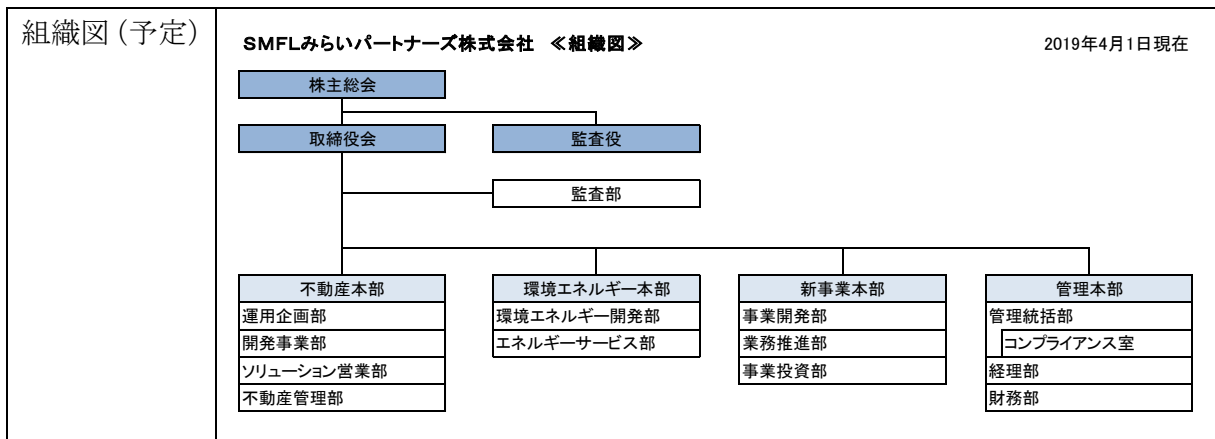 組織図(予定)
SMFLみらいパートナーズ株式会社 ≪組織図≫ 2019年4月1日現在
株主総会
取締役会 監査役
監査部
不動産本部 環境エネルギー本部 新事業本部 管理本部
運用企画部 環境エネルギー開発部 事業開発部 管理統括部
開発事業部 エネルギーサービス部 業務推進部 コンプライアンス室
ソリューション営業部 事業投資部 経理部
不動産管理部 財務部